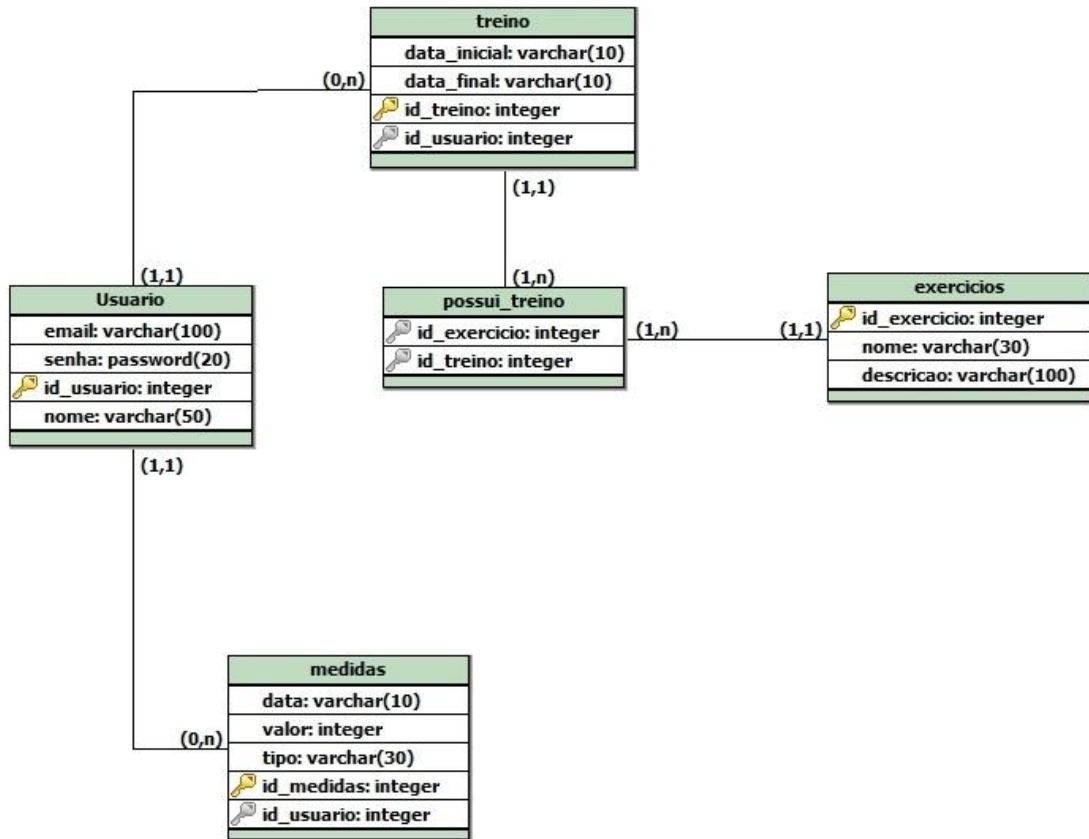 treino
data_inicial: varchar(10)
data_final: varchar(10)
id_treino: integer
id_usuario: integer
(0,n)
(1,1)
(1,1)
Usuario
email: varchar(100)
senha: password(20)
id_usuario: integer
nome: varchar(50)
(1,n)
possui_treino
id_exercicio: integer
id_treino: integer
(1,n)
(1,1)
exercicios
id_exercicio: integer
nome: varchar(30)
descricao: varchar(100)
(1,1)
(0,n)
medidas
data: varchar(10)
valor: integer
tipo: varchar(30)
id_medidas: integer
id_usuario: integer